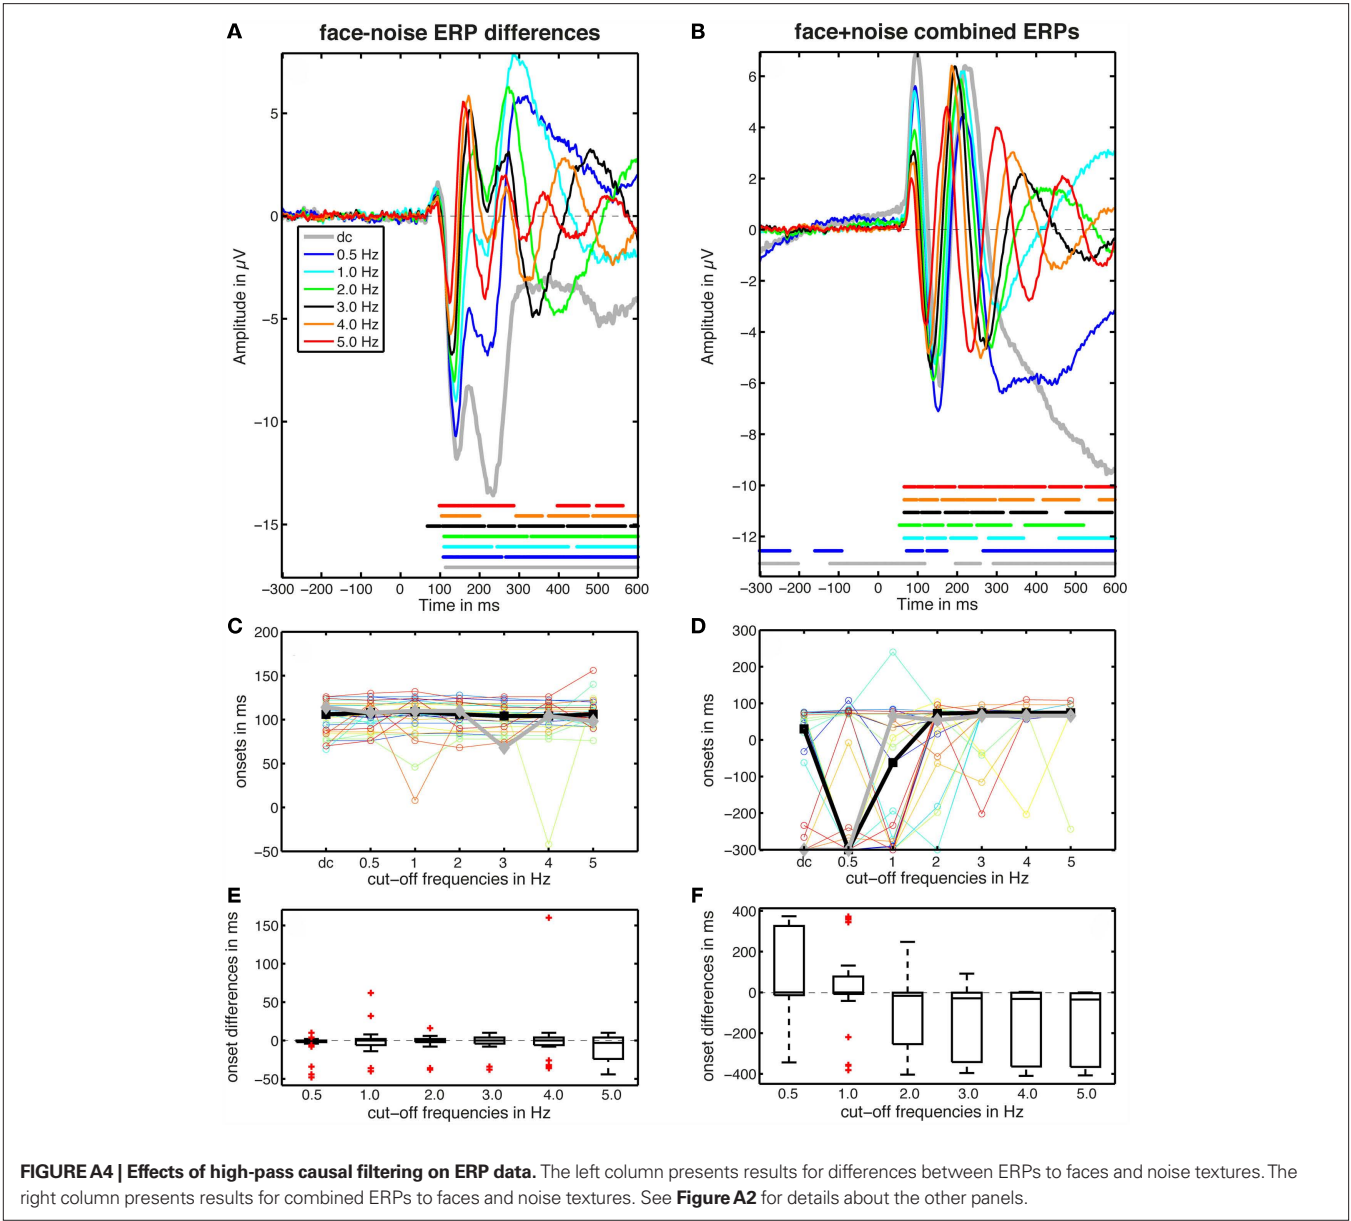 A
face-noise ERP differences
5
0
−5
−10
−15
Amplitude in µV
dc
0.5 Hz
1.0 Hz
2.0 Hz
3.0 Hz
4.0 Hz
5.0 Hz
−300 −200 −100 0 100 200 300 400 500 600
Time in ms
B
face+noise combined ERPs
6
4
2
0
−2
−4
−6
−8
−10
−12
Amplitude in µV
−300 −200 −100 0 100 200 300 400 500 600
Time in ms
C
200
150
100
50
0
−50
onsets in ms
dc 0.5 1 2 3 4 5
cut−off frequencies in Hz
D
300
200
100
0
−100
−200
−300
onsets in ms
dc 0.5 1 2 3 4 5
cut−off frequencies in Hz
E
150
100
50
0
−50
onset differences in ms
0.5 1.0 2.0 3.0 4.0 5.0
cut−off frequencies in Hz
F
400
200
0
−200
−400
onset differences in ms
0.5 1.0 2.0 3.0 4.0 5.0
cut−off frequencies in Hz
FIGURE A4 | Effects of high-pass causal filtering on ERP data. The left column presents results for differences between ERPs to faces and noise textures. The
right column presents results for combined ERPs to faces and noise textures. See Figure A2 for details about the other panels.